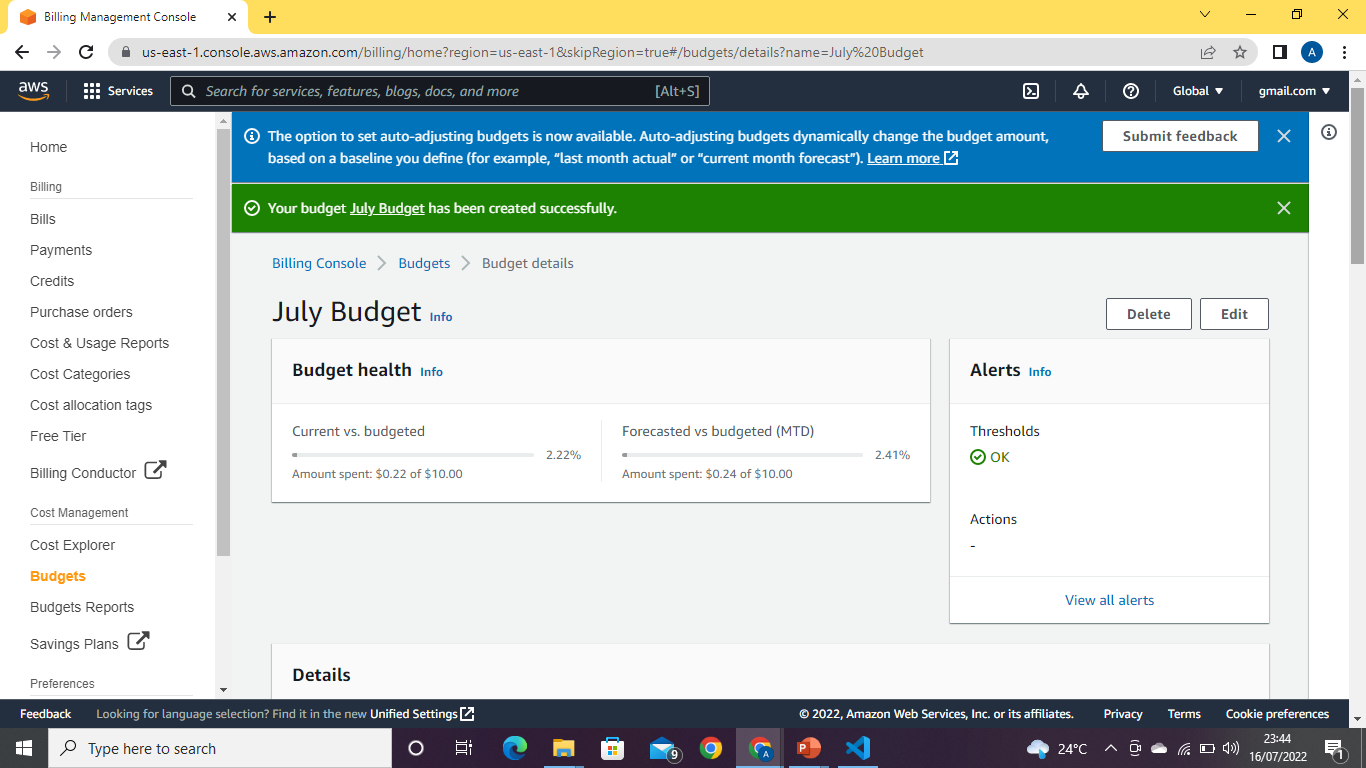 Billing Management Console
us-east-1.console.aws.amazon.com/billing/home?region=us-east-1&skipRegion=true#/budgets/details?name=July%20Budget
A
aws
Services
Search for services, features, blogs, docs, and more
[Alt+S]
Global
gmail.com
Home
Billing
Bills
Payments
Credits
Purchase orders
Cost & Usage Reports
Cost Categories
Cost allocation tags
Free Tier
Billing Conductor
Cost Management
Cost Explorer
Budgets
Budgets Reports
Savings Plans
Preferences
The option to set auto-adjusting budgets is now available. Auto-adjusting budgets dynamically change the budget amount,
based on a baseline you define (for example, “last month actual” or “current month forecast”). Learn more
Submit feedback
Your budget July Budget has been created successfully.
Billing Console
Budgets
Budget details
July Budget Info
Delete
Edit
Budget health Info
Current vs. budgeted
2.22%
Amount spent: $0.22 of $10.00
Forecasted vs budgeted (MTD)
2.41%
Amount spent: $0.24 of $10.00
Alerts Info
Thresholds
OK
Actions
-
View all alerts
Details
Feedback
Looking for language selection? Find it in the new Unified Settings
© 2022, Amazon Web Services, Inc. or its affiliates.
Privacy
Terms
Cookie preferences
Type here to search
9
A
24°C
23:44
16/07/2022
1